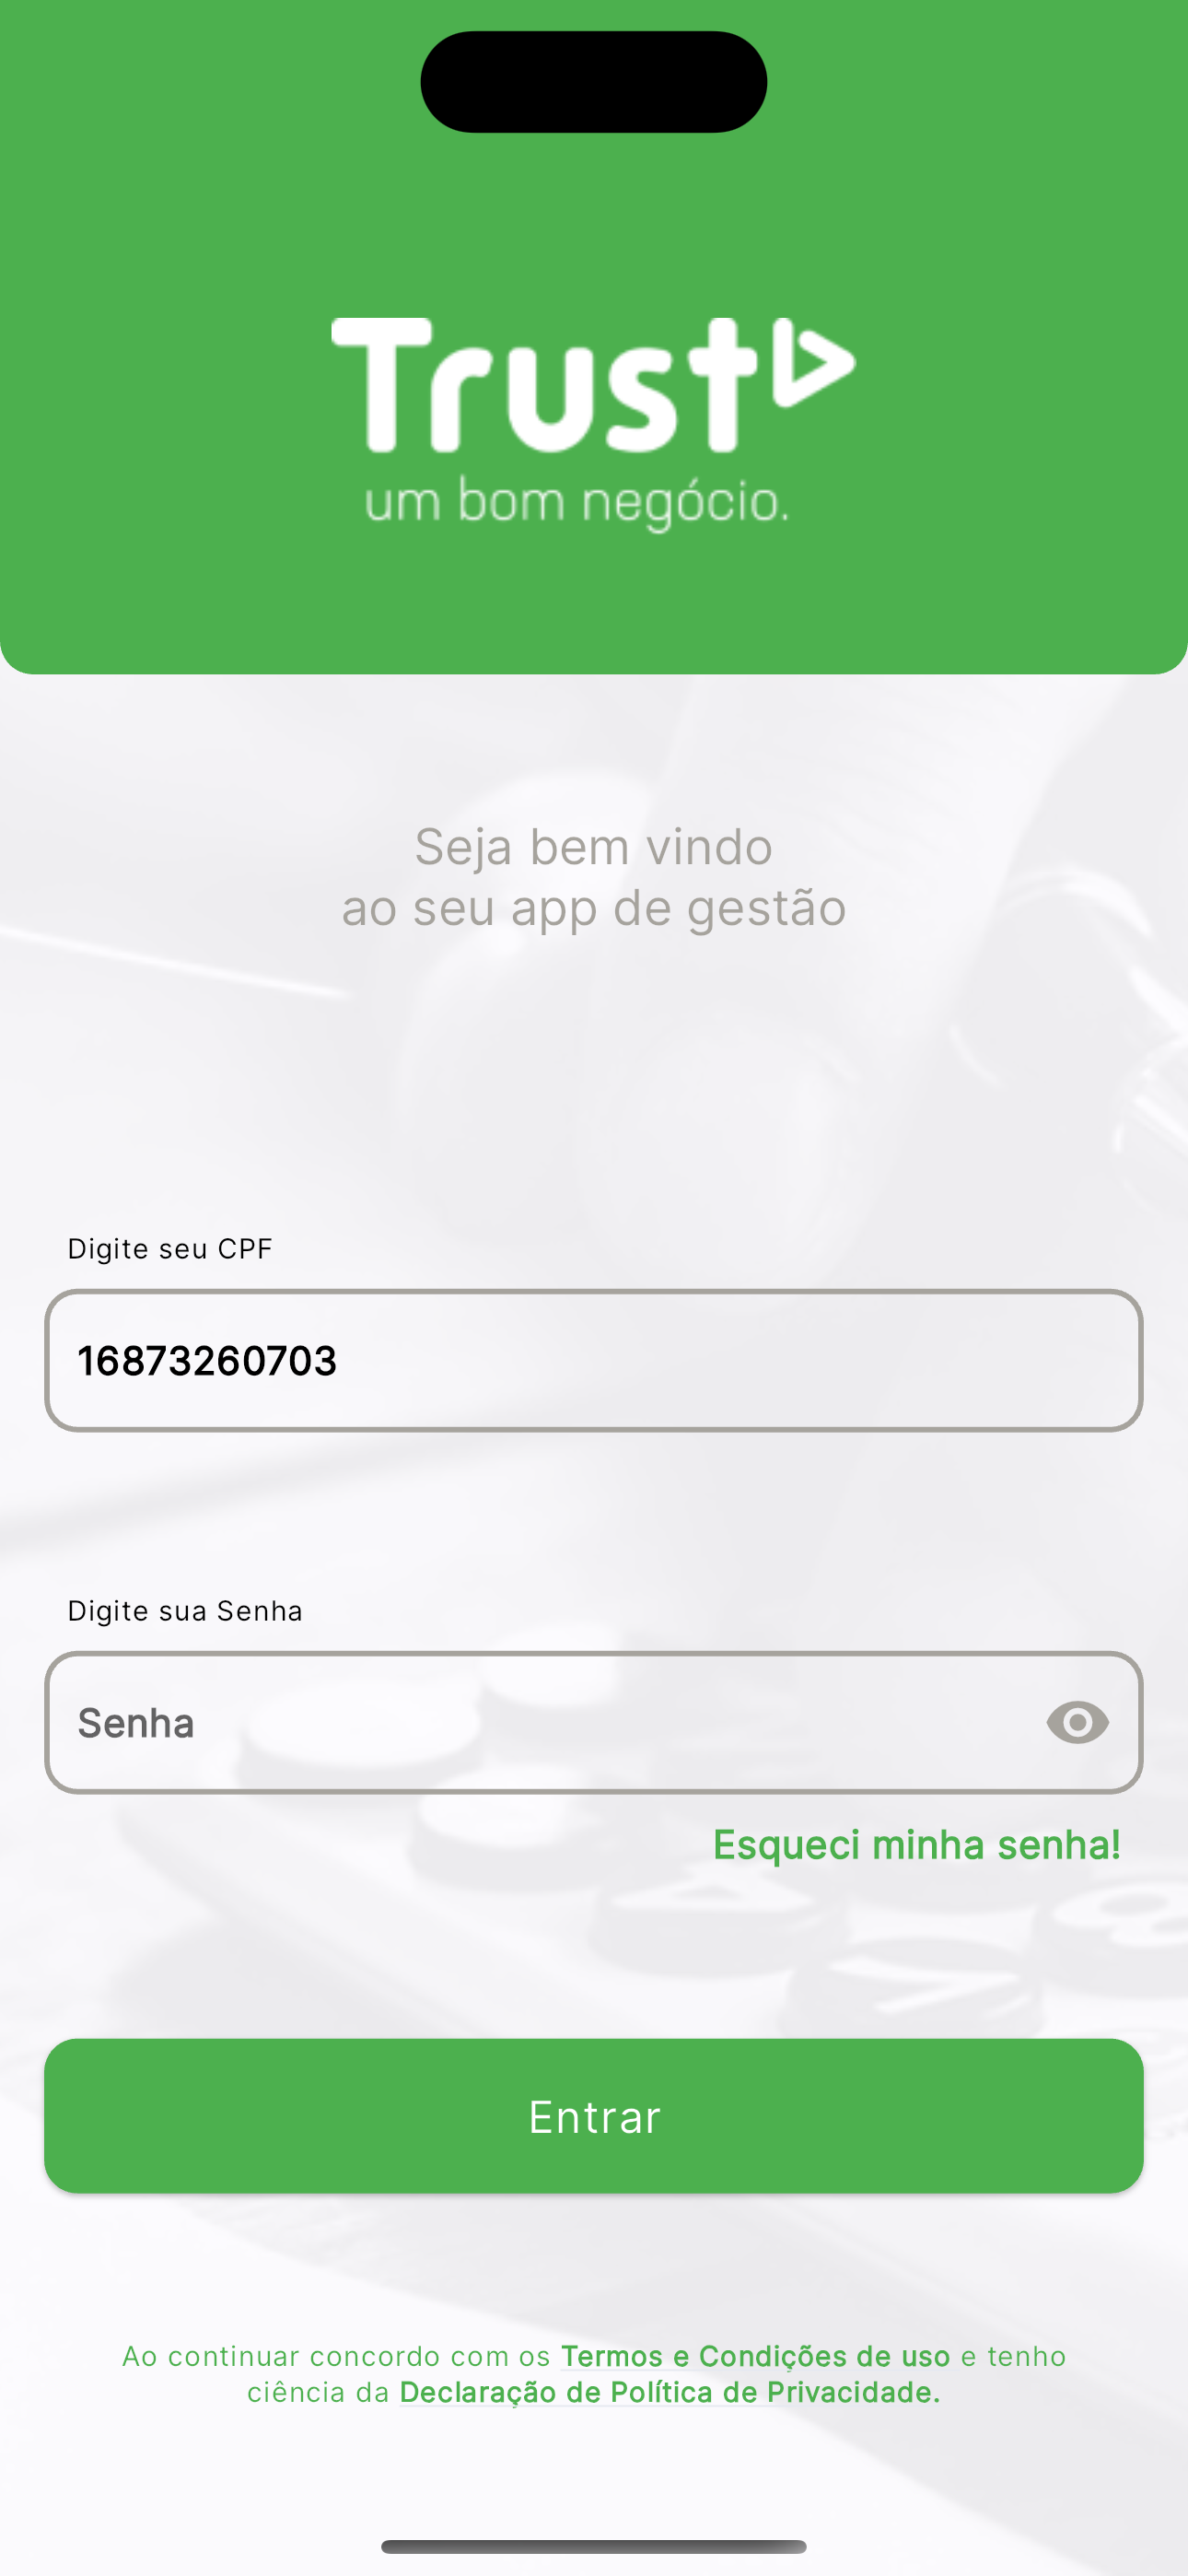 Trust
um bom negócio.
Seja bem vindo
ao seu app de gestão
Digite seu CPF
16873260703
Digite sua Senha
Senha
Esqueci minha senha!
Entrar
Ao continuar concordo com os Termos e Condições de uso e tenho
ciência da Declaração de Política de Privacidade.